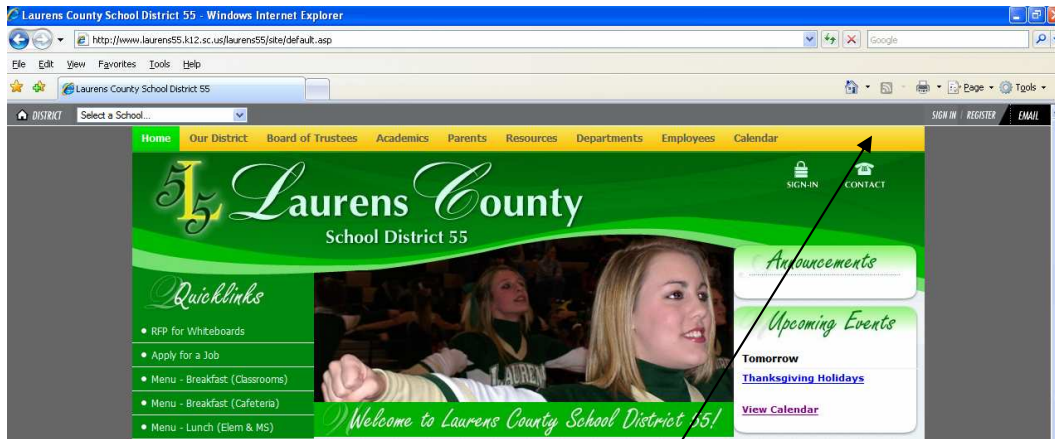 Laurens County School District 55 - Windows Internet Explorer
http://www.laurens55.k12.sc.us/laurens55/site/default.asp
Google
File Edit View Favorites Tools Help
Laurens County School District 55
Page Tools
DISTRICT Select a School... SIGN IN REGISTER EMAIL
Home Our District Board of Trustees Academics Parents Resources Departments Employees Calendar
L55 Laurens County
School District 55
SIGN-IN CONTACT
Announcements
Quicklinks
• RFP for Whiteboards
• Apply for a Job
• Menu - Breakfast (Classrooms)
• Menu - Breakfast (Cafeteria)
• Menu - Lunch (Elem & MS)
LAUREN
Welcome to Laurens County School District 55!
Upcoming Events
Tomorrow
Thanksgiving Holidays
View Calendar